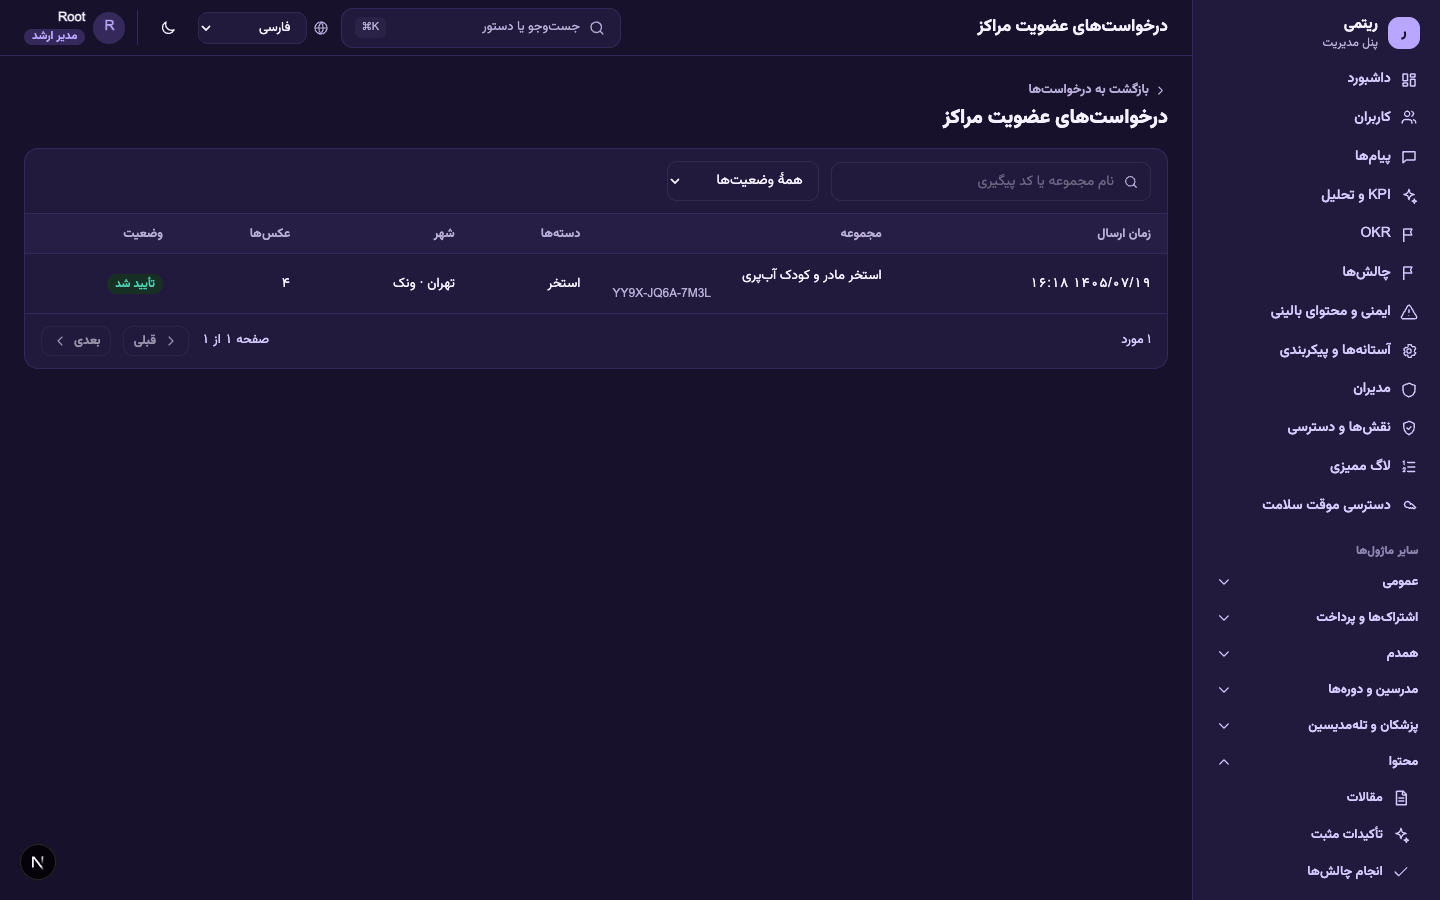 ر
ریتمی
پنل مدیریت
داشبورد
کاربران
پیام‌ها
KPI و تحلیل
OKR
چالش‌ها
ایمنی و محتوای بالینی
آستانه‌ها و پیکربندی
مدیران
نقش‌ها و دسترسی
لاگ ممیزی
دسترسی موقت سلامت
سایر ماژول‌ها
عمومی
اشتراک‌ها و پرداخت
همدم
مدرسین و دوره‌ها
پزشکان و تله‌مدیسین
محتوا
مقالات
تأکیدات مثبت
انجام چالش‌ها
درخواست‌های عضویت مراکز
جست‌وجو یا دستور ⌘K
فارسی
R
Root
مدیر ارشد
بازگشت به درخواست‌ها
درخواست‌های عضویت مراکز
نام مجموعه یا کد پیگیری
همهٔ وضعیت‌ها
زمان ارسال مجموعه دسته‌ها شهر عکس‌ها وضعیت
۱۴۰۵/۰۷/۱۹ ۱۶:۱۸ استخر مادر و کودک آب‌پری استخر تهران · ونک ۴ تأیید شد
YY9X-JQ6A-7M3L
۱ مورد صفحه ۱ از ۱ قبلی بعدی
N